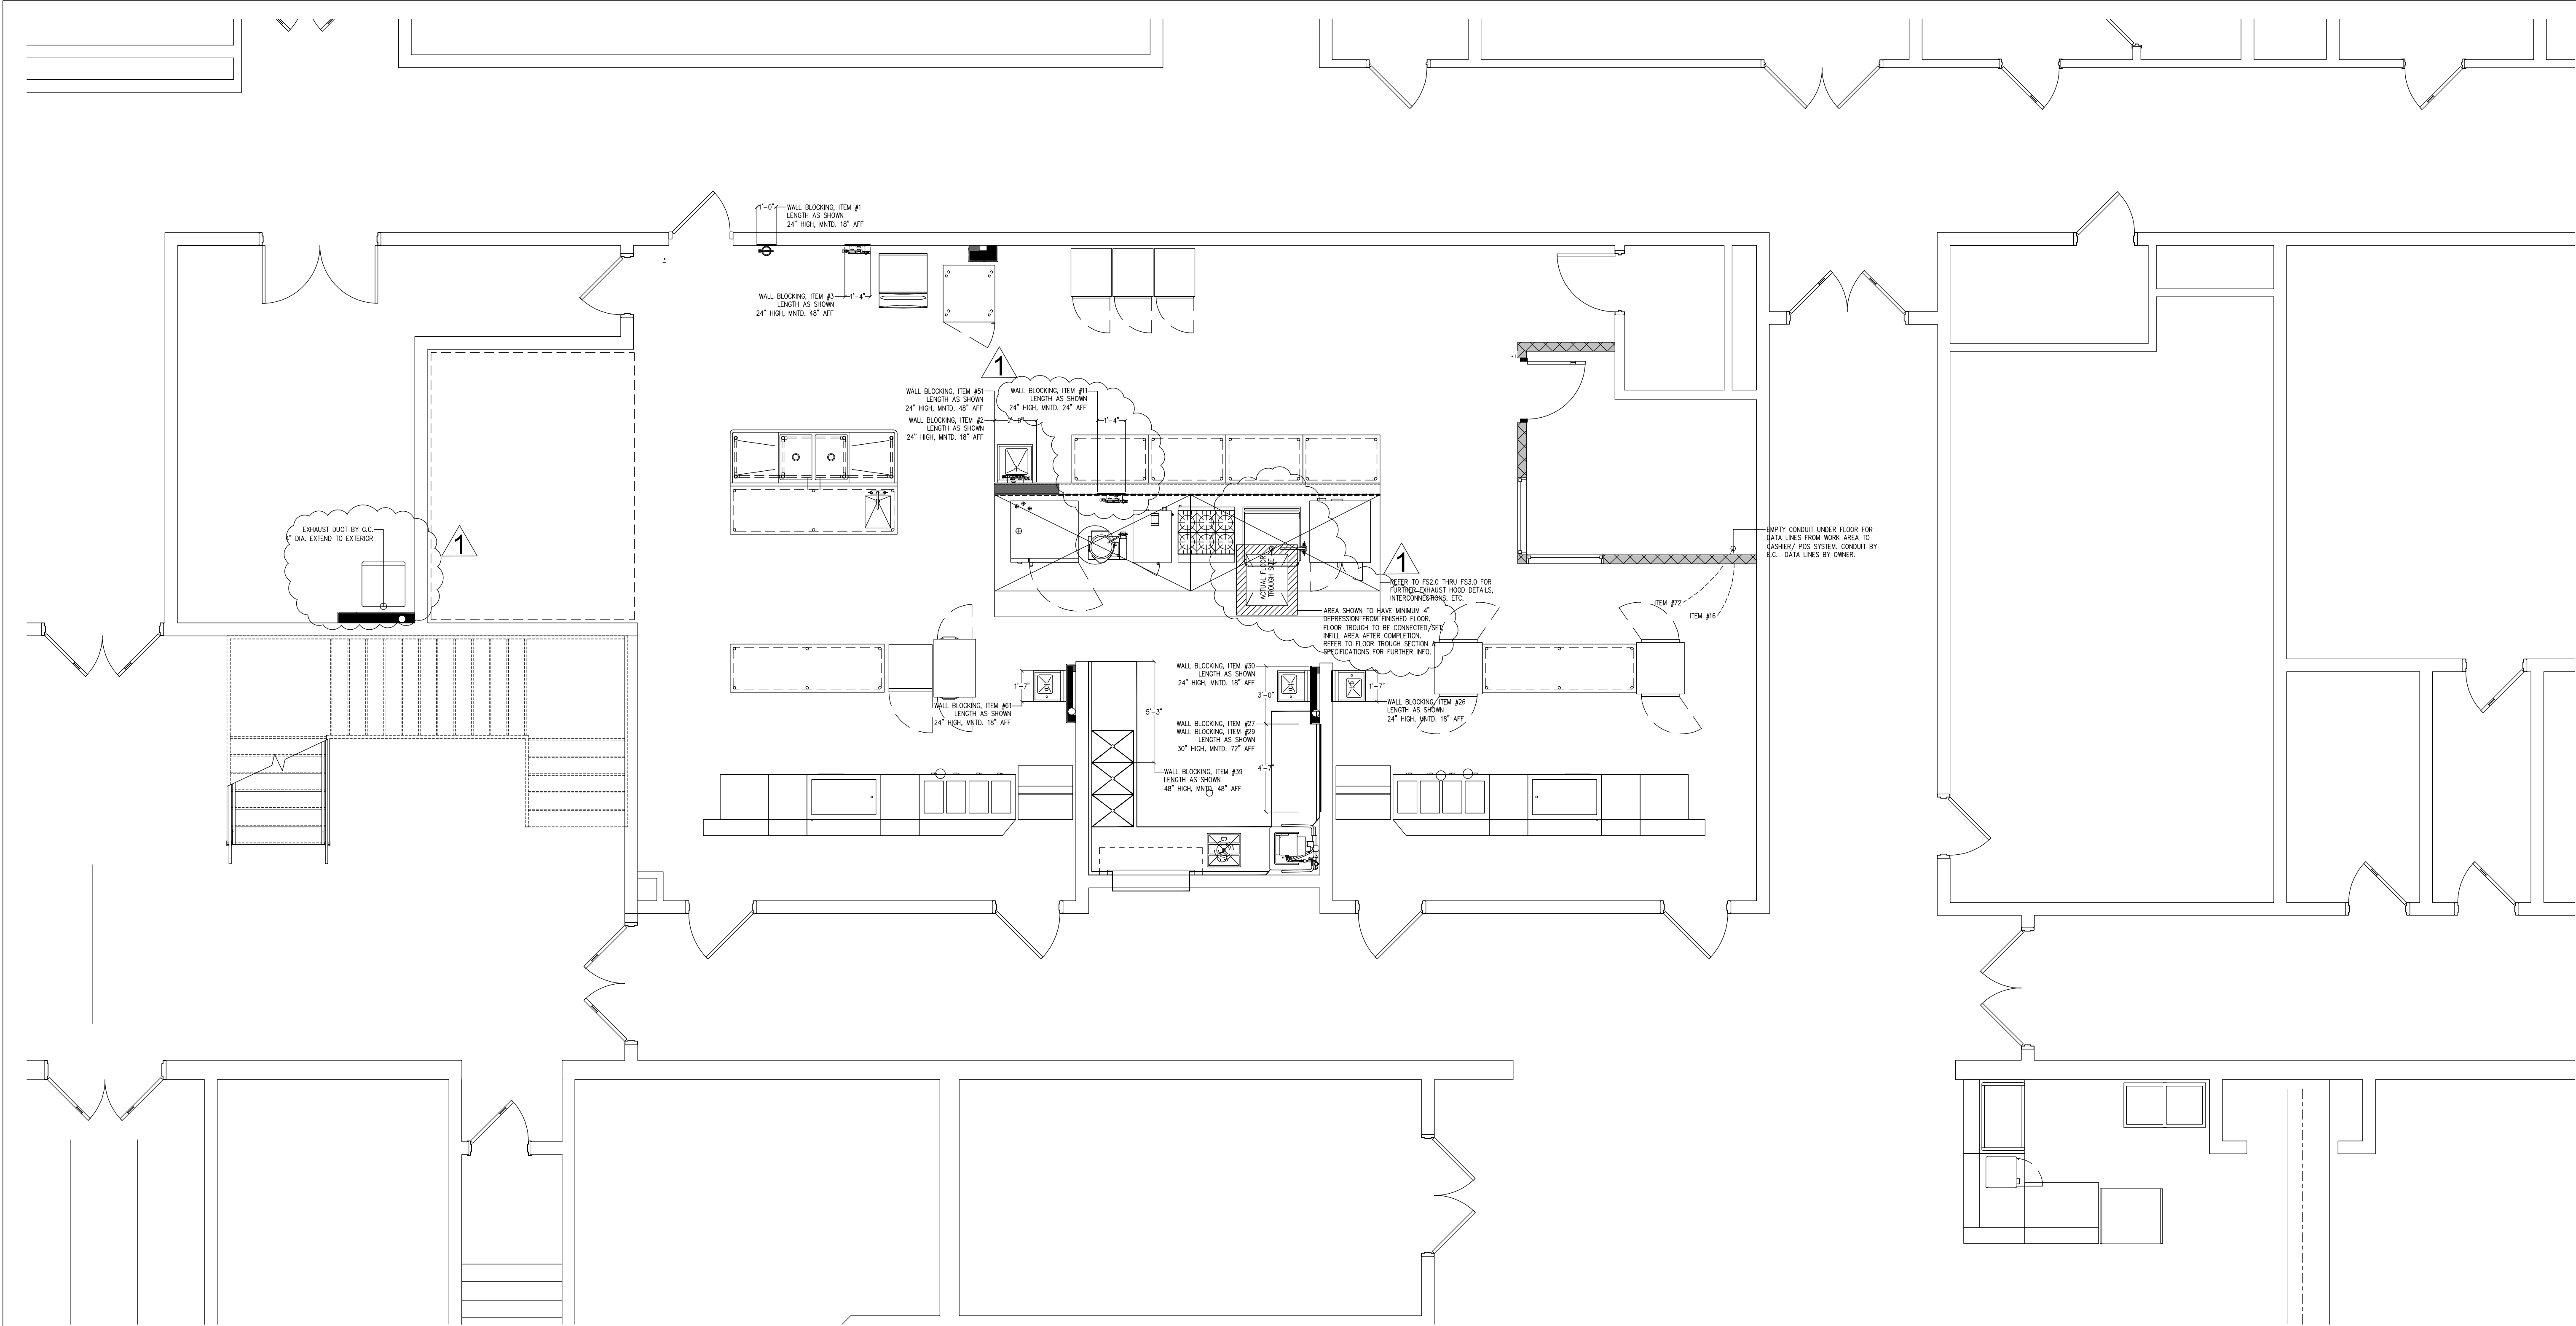 1'-0"
WALL BLOCKING, ITEM #1
LENGTH AS SHOWN
24" HIGH, MNTD. 18" AFF
WALL BLOCKING, ITEM #3
1'-4"
LENGTH AS SHOWN
24" HIGH, MNTD. 48" AFF
1
WALL BLOCKING, ITEM #51
LENGTH AS SHOWN
24" HIGH, MNTD. 48" AFF
WALL BLOCKING, ITEM #11
LENGTH AS SHOWN
24" HIGH, MNTD. 24" AFF
WALL BLOCKING, ITEM #2
LENGTH AS SHOWN
24" HIGH, MNTD. 18" AFF
2'-0"
1'-4"
EXHAUST DUCT BY G.C.
4" DIA. EXTEND TO EXTERIOR
1
ACTUAL FLOOR
TROUGH SIZE
1
REFER TO FS2.0 THRU FS3.0 FOR
FURTHER EXHAUST HOOD DETAILS,
INTERCONNECTIONS, ETC.
AREA SHOWN TO HAVE MINIMUM 4"
DEPRESSION FROM FINISHED FLOOR.
FLOOR TROUGH TO BE CONNECTED/SET.
INFILL AREA AFTER COMPLETION.
REFER TO FLOOR TROUGH SECTION &
SPECIFICATIONS FOR FURTHER INFO.
EMPTY CONDUIT UNDER FLOOR FOR
DATA LINES FROM WORK AREA TO
CASHIER/ POS SYSTEM. CONDUIT BY
E.C. DATA LINES BY OWNER.
ITEM #72
ITEM #16
1'-7"
WALL BLOCKING, ITEM #61
LENGTH AS SHOWN
24" HIGH, MNTD. 18" AFF
5'-3"
WALL BLOCKING, ITEM #30
LENGTH AS SHOWN
24" HIGH, MNTD. 18" AFF
3'-0"
1'-7"
WALL BLOCKING, ITEM #26
LENGTH AS SHOWN
24" HIGH, MNTD. 18" AFF
WALL BLOCKING, ITEM #27
WALL BLOCKING, ITEM #29
LENGTH AS SHOWN
30" HIGH, MNTD. 72" AFF
4'-7"
WALL BLOCKING, ITEM #39
LENGTH AS SHOWN
48" HIGH, MNTD. 48" AFF